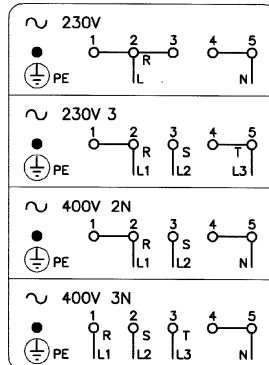 ∿ 230V
1 2 3 4 5
R
PE L N
∿ 230V 3
1 2 3 4 5
R S T
PE L1 L2 L3
∿ 400V 2N
1 2 3 4 5
R S
PE L1 L2 N
∿ 400V 3N
1 2 3 4 5
R S T
PE L1 L2 L3 N